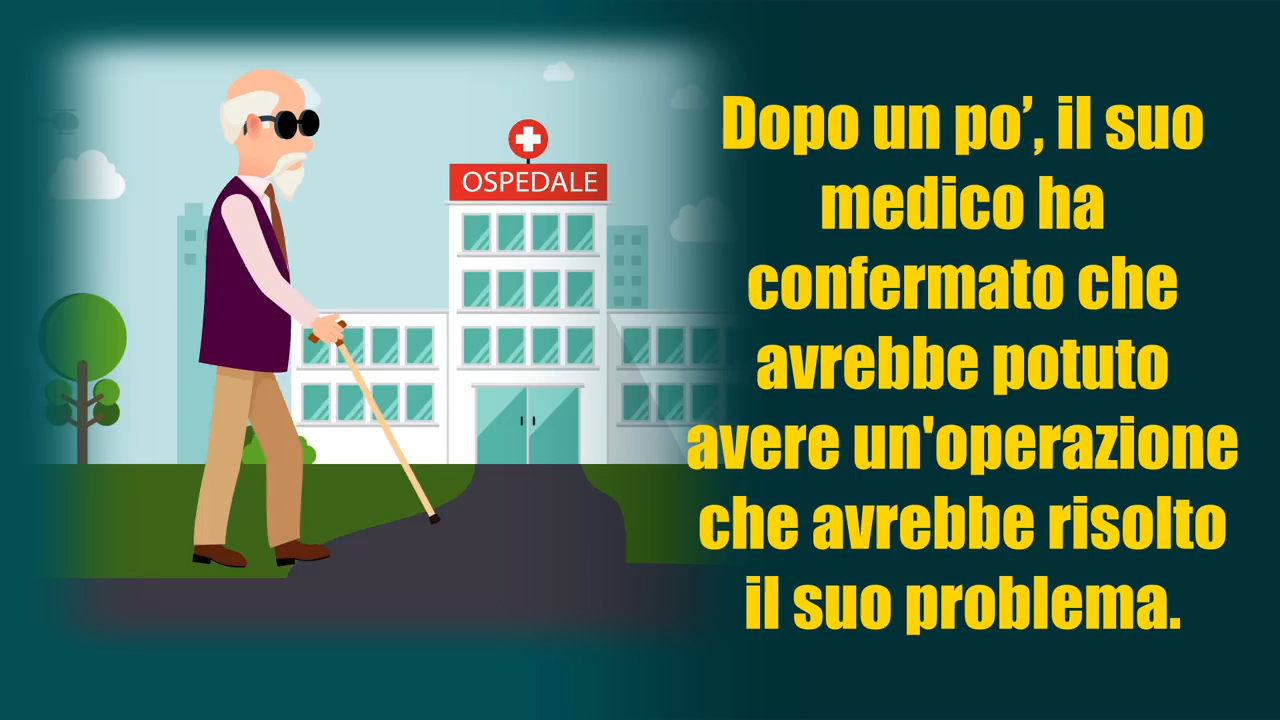 OSPEDALE
Dopo un po’, il suo
medico ha
confermato che
avrebbe potuto
avere un'operazione
che avrebbe risolto
il suo problema.